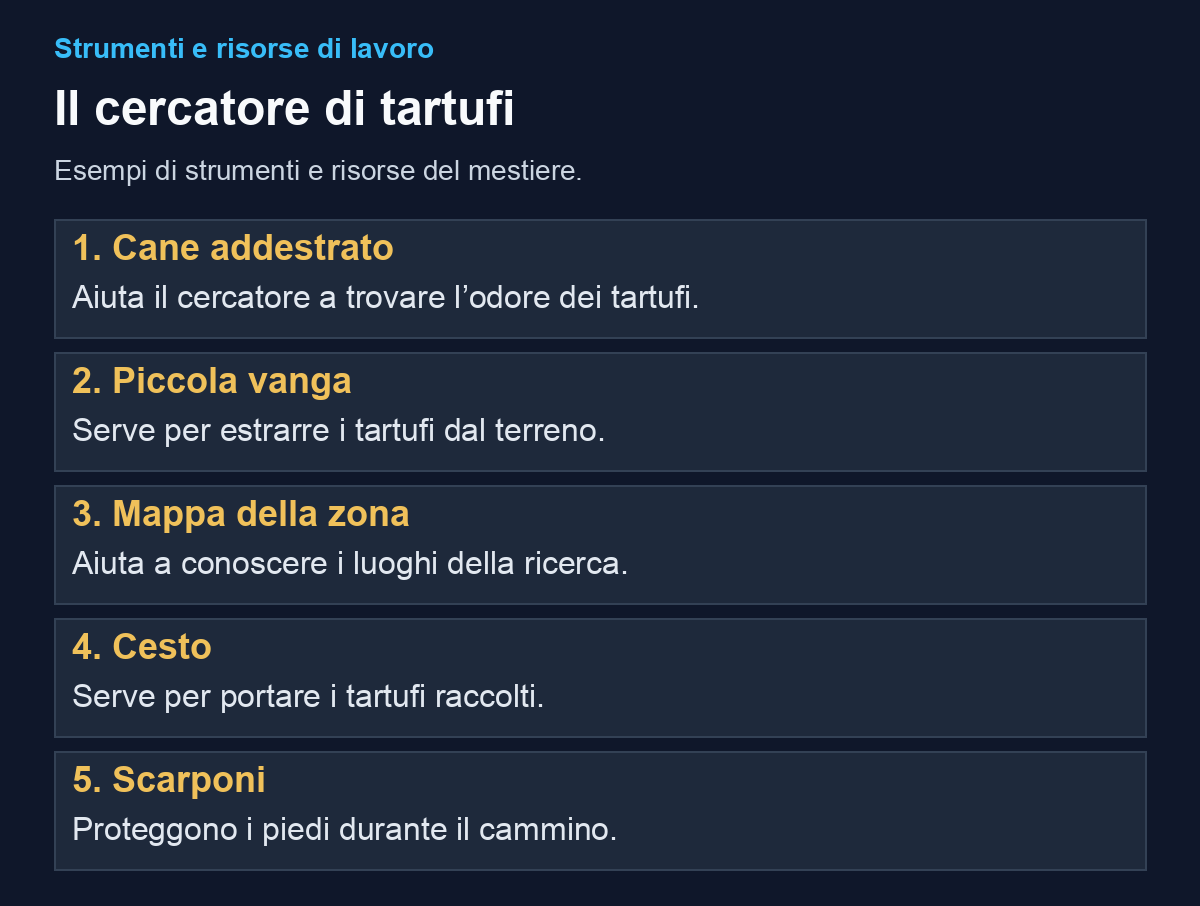 Strumenti e risorse di lavoro
Il cercatore di tartufi
Esempi di strumenti e risorse del mestiere.
1. Cane addestrato
Aiuta il cercatore a trovare l’odore dei tartufi.
2. Piccola vanga
Serve per estrarre i tartufi dal terreno.
3. Mappa della zona
Aiuta a conoscere i luoghi della ricerca.
4. Cesto
Serve per portare i tartufi raccolti.
5. Scarponi
Proteggono i piedi durante il cammino.